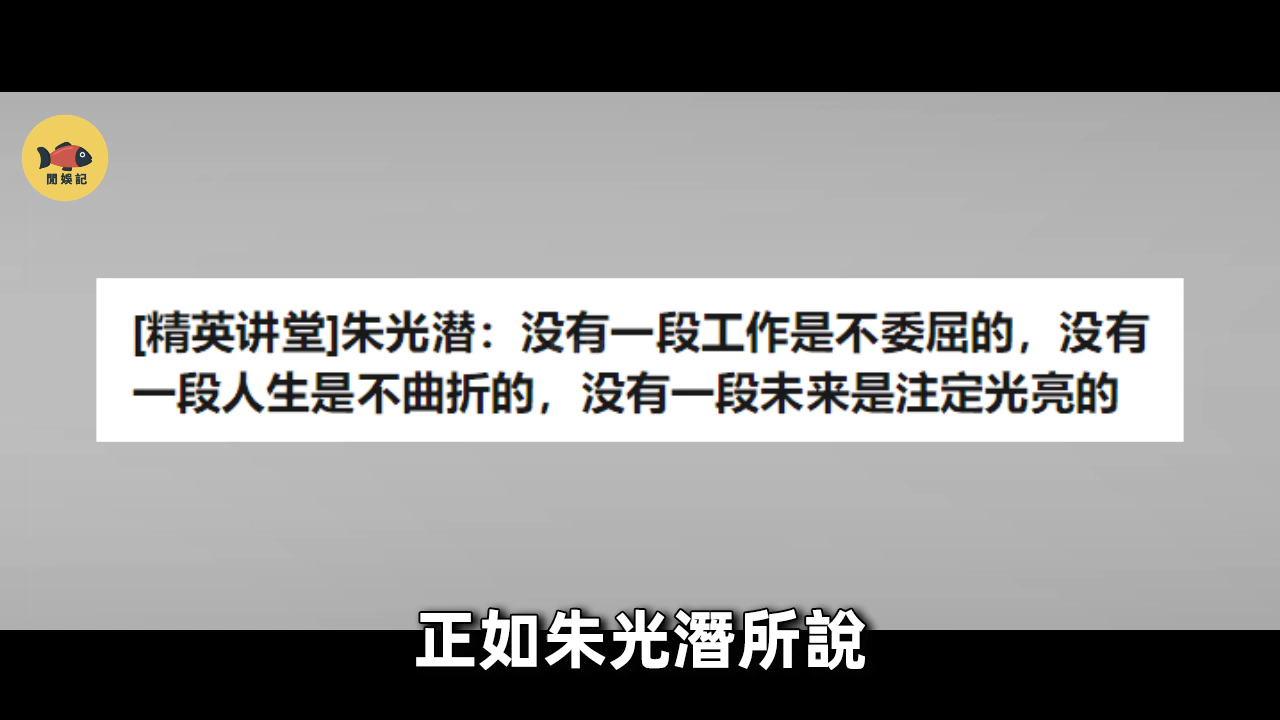 閒娛記
[精英讲堂]朱光潜：没有一段工作是不委屈的，没有
一段人生是不曲折的，没有一段未来是注定光亮的
正如朱光潛所說